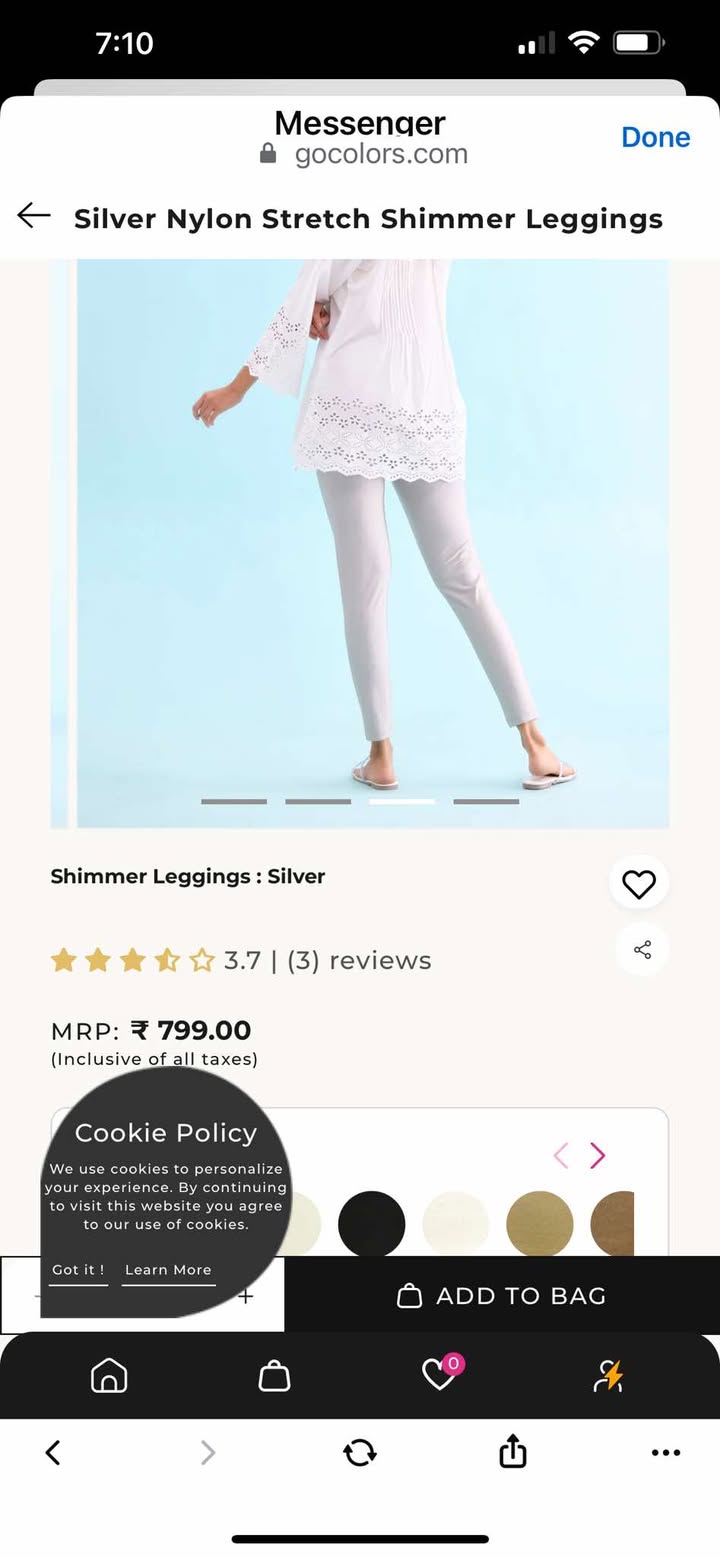 7:10
Messenger
gocolors.com
Done
Silver Nylon Stretch Shimmer Leggings
Shimmer Leggings : Silver
3.7 | (3) reviews
MRP: ₹ 799.00
(Inclusive of all taxes)
Cookie Policy
We use cookies to personalize
your experience. By continuing
to visit this website you agree
to our use of cookies.
Got it ! Learn More
- +
ADD TO BAG
0